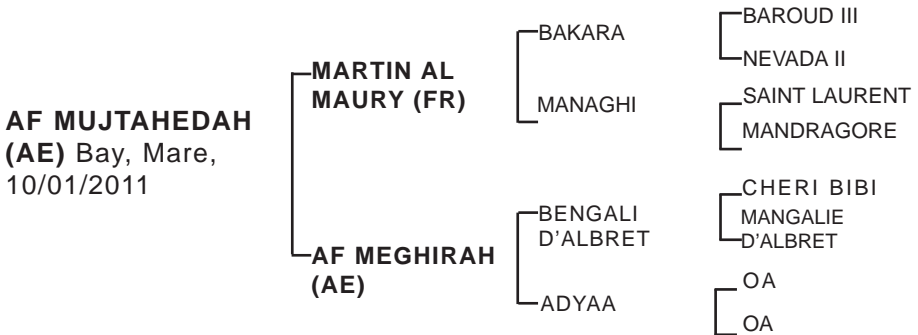 AF MUJTAHEDAH
(AE) Bay, Mare,
10/01/2011
MARTIN AL
MAURY (FR)
AF MEGHIRAH
(AE)
BAKARA
MANAGHI
BENGALI
D'ALBRET
ADYAA
BAROUD III
NEVADA II
SAINT LAURENT
MANDRAGORE
CHERI BIBI
MANGALIE
D'ALBRET
OA
OA